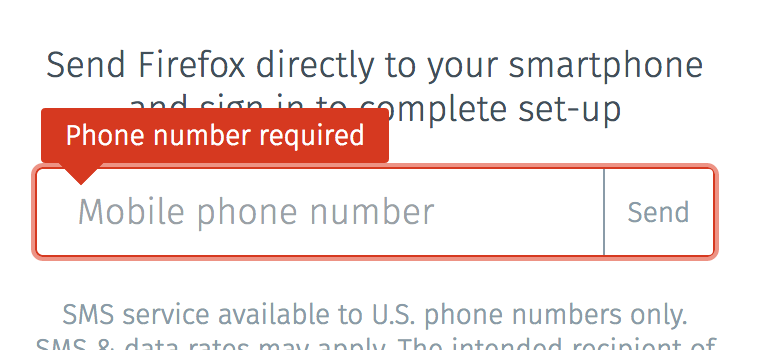 Send Firefox directly to your smartphone
and sign in to complete set-up
Phone number required
Mobile phone number
Send
SMS service available to U.S. phone numbers only.
SMS & data rates may apply. The intended recipient of